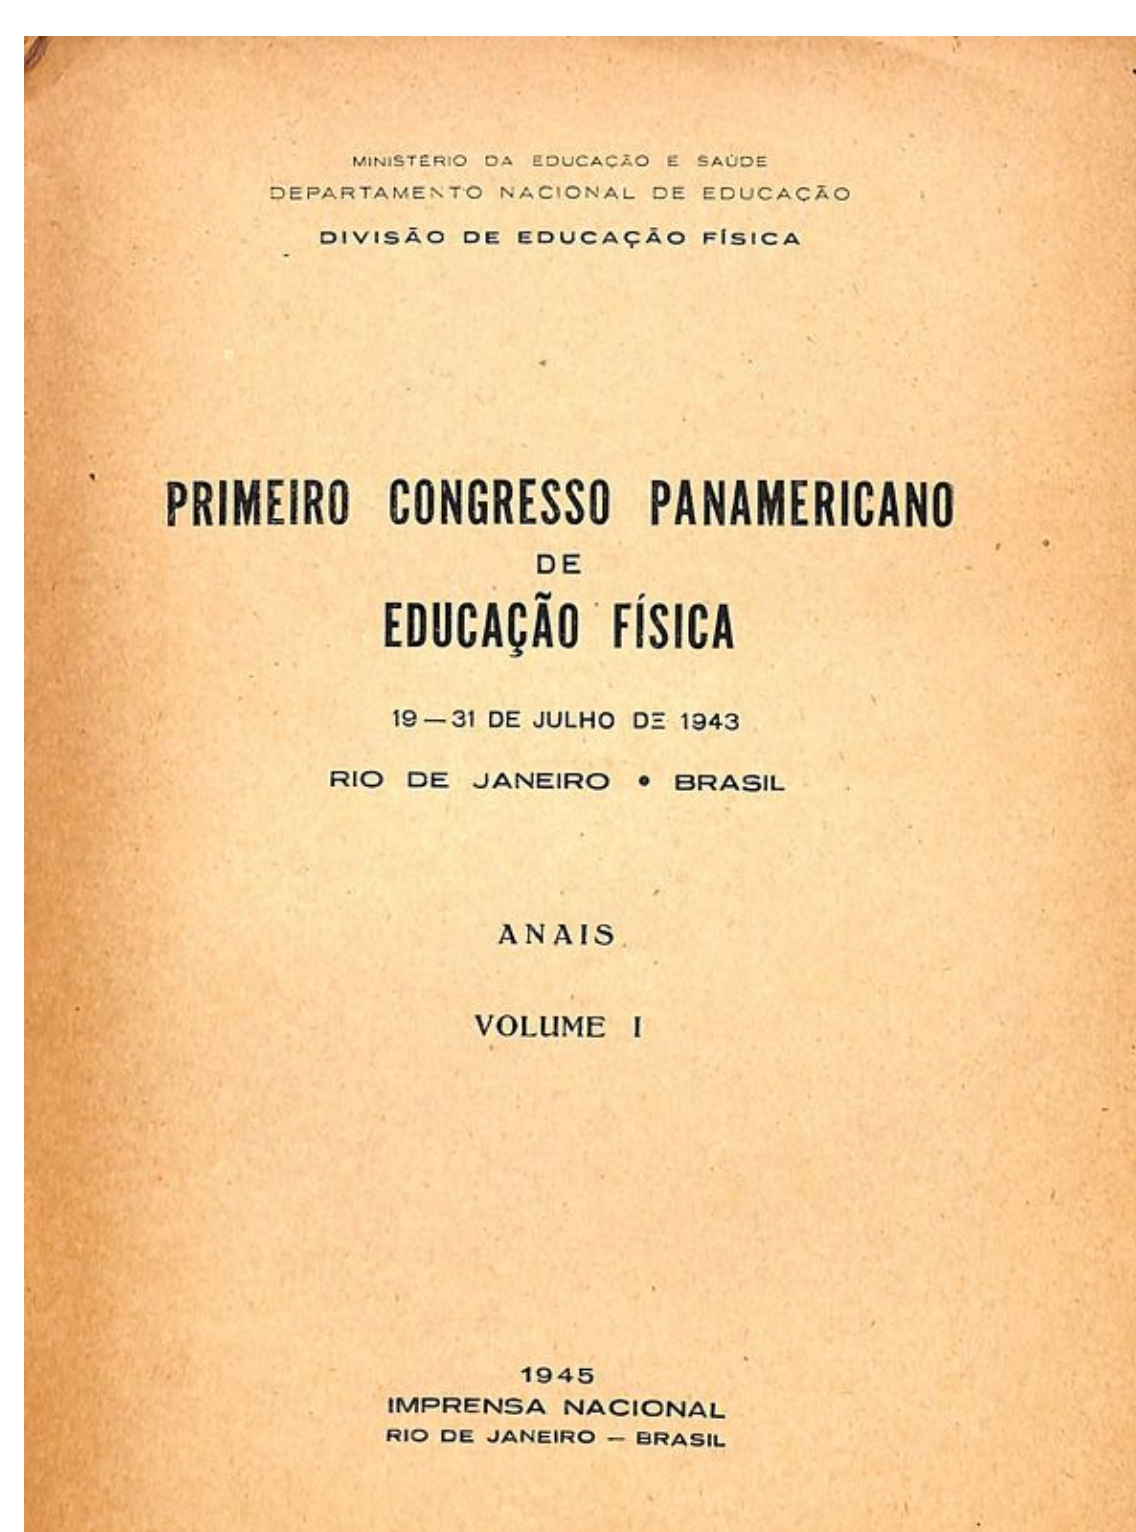 MINISTÉRIO DA EDUCAÇÃO E SAÚDE
DEPARTAMENTO NACIONAL DE EDUCAÇÃO
DIVISÃO DE EDUCAÇÃO FÍSICA
PRIMEIRO CONGRESSO PANAMERICANO
DE
EDUCAÇÃO FÍSICA
19 — 31 DE JULHO DE 1943
RIO DE JANEIRO • BRASIL
ANAIS
VOLUME I
1945
IMPRENSA NACIONAL
RIO DE JANEIRO — BRASIL